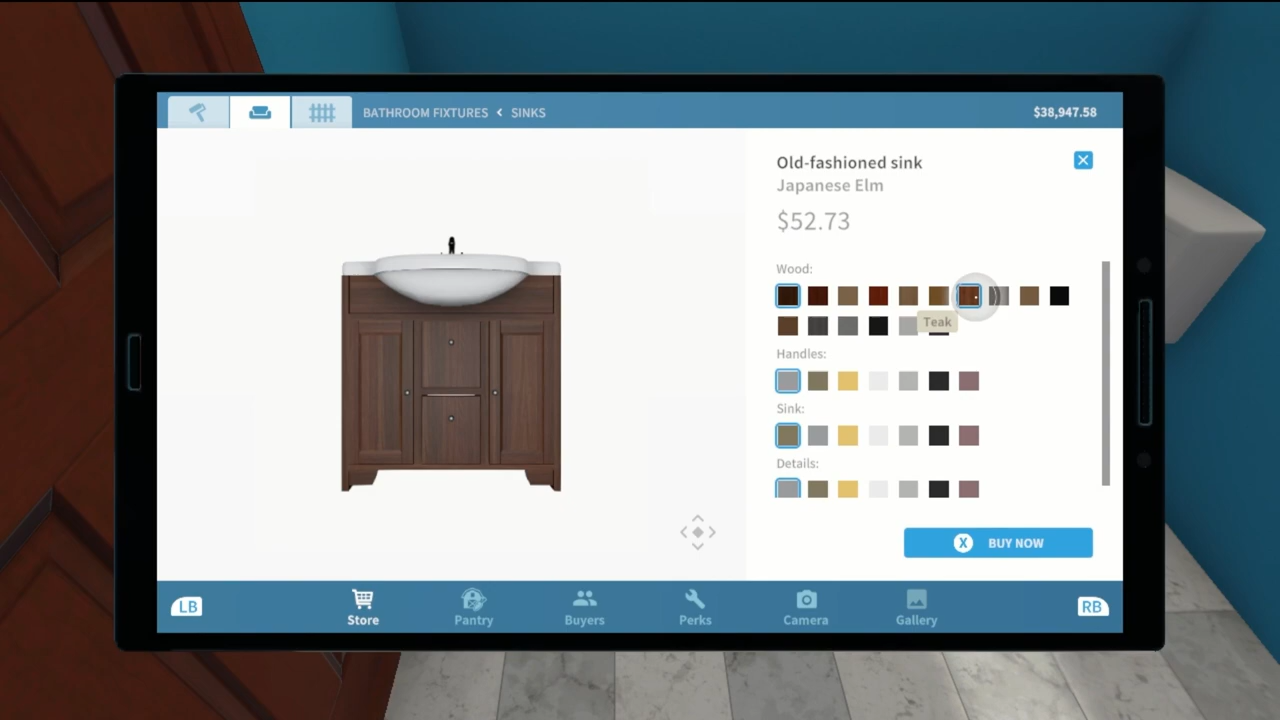 BATHROOM FIXTURES < SINKS
$38,947.58
Old-fashioned sink
Japanese Elm
$52.73
Wood:
Teak
Handles:
Sink:
Details:
X BUY NOW
LB
Store
Pantry
Buyers
Perks
Camera
Gallery
RB